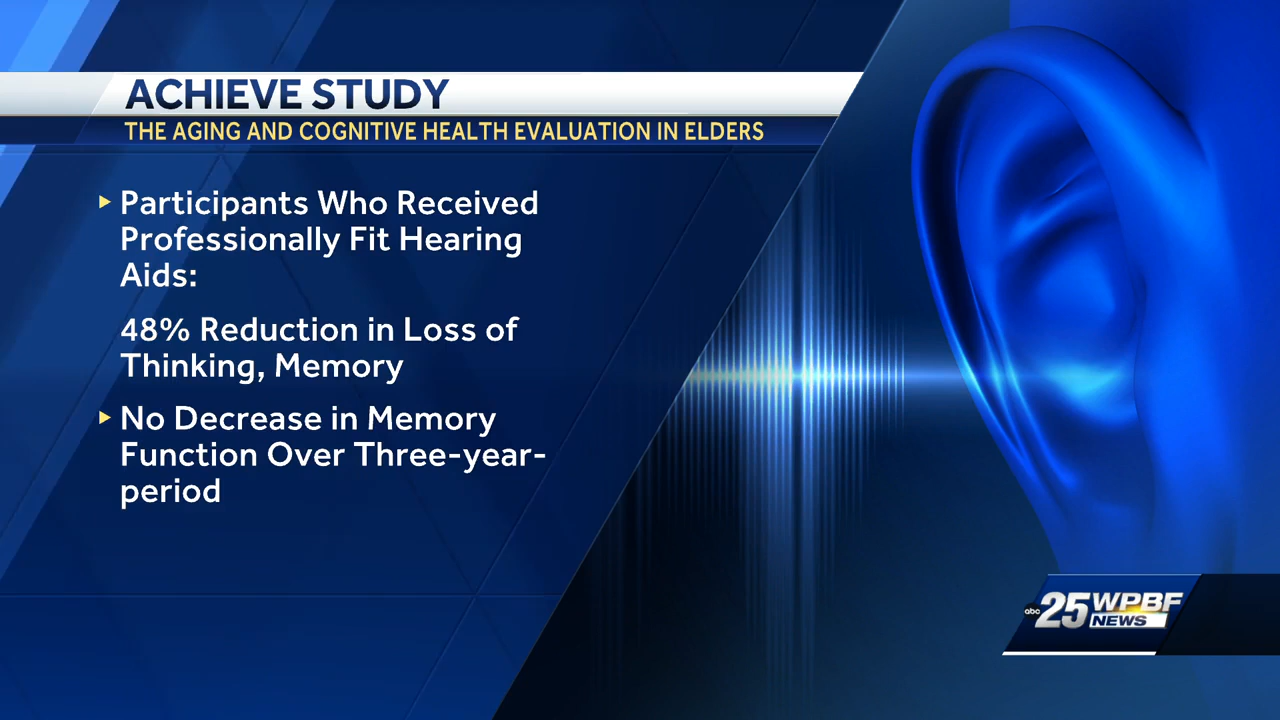 ACHIEVE STUDY
THE AGING AND COGNITIVE HEALTH EVALUATION IN ELDERS
Participants Who Received
Professionally Fit Hearing
Aids:
48% Reduction in Loss of
Thinking, Memory
No Decrease in Memory
Function Over Three-year-
period
abc 25 WPBF
NEWS